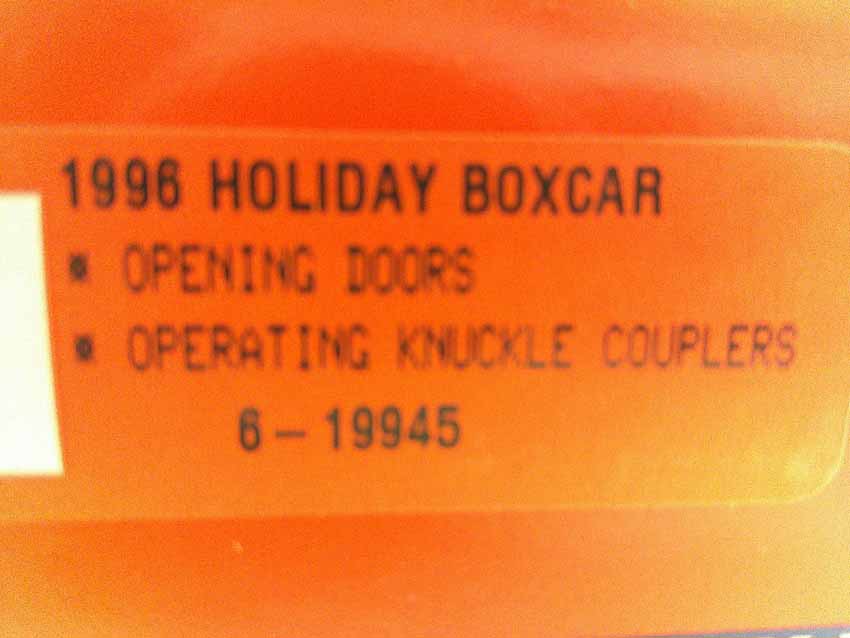 1996 HOLIDAY BOXCAR
* OPENING DOORS
* OPERATING KNUCKLE COUPLERS
6-19945